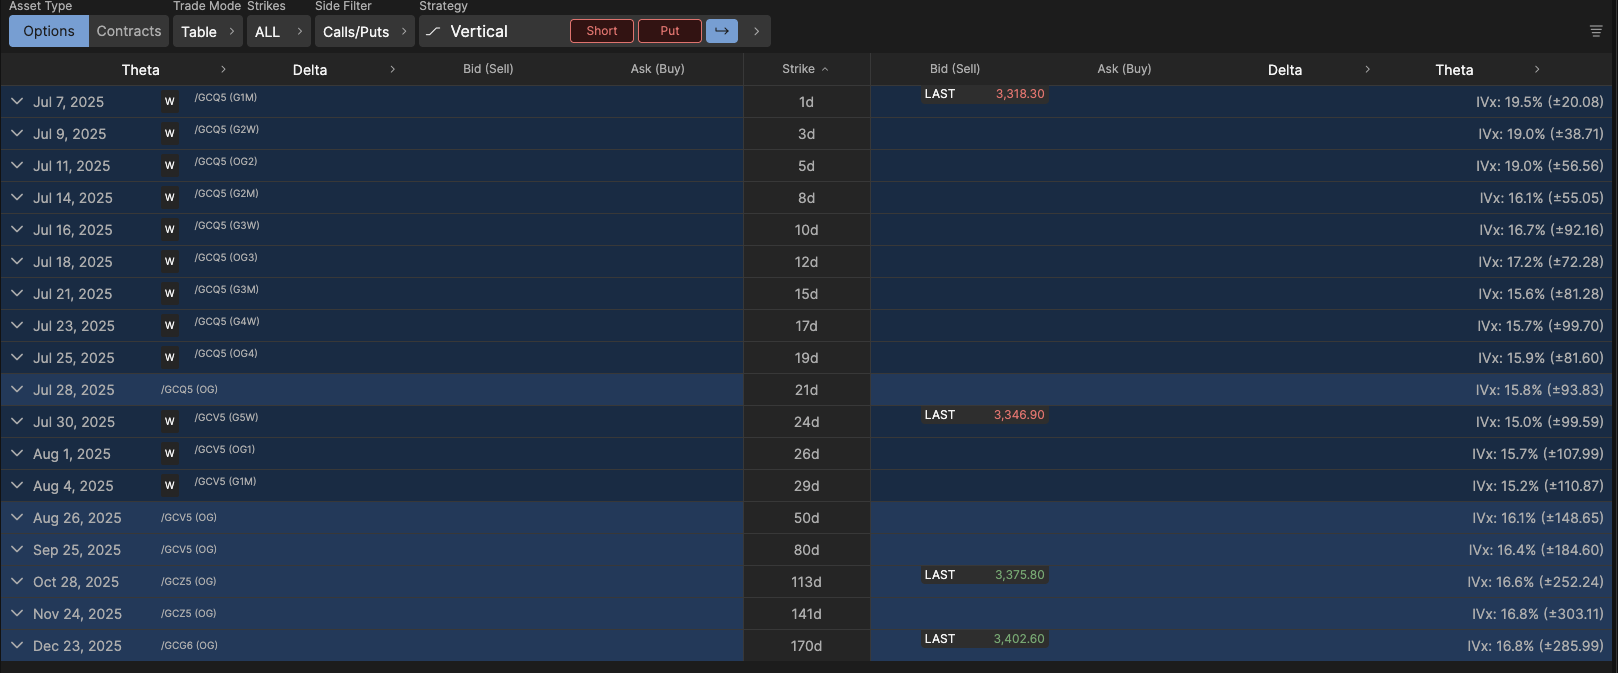 Asset Type Trade Mode Strikes Side Filter Strategy
Options Contracts Table ALL Calls/Puts Vertical Short Put
Theta Delta Bid (Sell) Ask (Buy) Strike Bid (Sell) Ask (Buy) Delta Theta
Jul 7, 2025 W /GCQ5 (G1M) 1d LAST 3,318.30 IVx: 19.5% (±20.08)
Jul 9, 2025 W /GCQ5 (G2W) 3d IVx: 19.0% (±38.71)
Jul 11, 2025 W /GCQ5 (OG2) 5d IVx: 19.0% (±56.56)
Jul 14, 2025 W /GCQ5 (G2M) 8d IVx: 16.1% (±55.05)
Jul 16, 2025 W /GCQ5 (G3W) 10d IVx: 16.7% (±92.16)
Jul 18, 2025 W /GCQ5 (OG3) 12d IVx: 17.2% (±72.28)
Jul 21, 2025 W /GCQ5 (G3M) 15d IVx: 15.6% (±81.28)
Jul 23, 2025 W /GCQ5 (G4W) 17d IVx: 15.7% (±99.70)
Jul 25, 2025 W /GCQ5 (OG4) 19d IVx: 15.9% (±81.60)
Jul 28, 2025 /GCQ5 (OG) 21d IVx: 15.8% (±93.83)
Jul 30, 2025 W /GCV5 (G5W) 24d LAST 3,346.90 IVx: 15.0% (±99.59)
Aug 1, 2025 W /GCV5 (OG1) 26d IVx: 15.7% (±107.99)
Aug 4, 2025 W /GCV5 (G1M) 29d IVx: 15.2% (±110.87)
Aug 26, 2025 /GCV5 (OG) 50d IVx: 16.1% (±148.65)
Sep 25, 2025 /GCV5 (OG) 80d IVx: 16.4% (±184.60)
Oct 28, 2025 /GCZ5 (OG) 113d LAST 3,375.80 IVx: 16.6% (±252.24)
Nov 24, 2025 /GCZ5 (OG) 141d IVx: 16.8% (±303.11)
Dec 23, 2025 /GCG6 (OG) 170d LAST 3,402.60 IVx: 16.8% (±285.99)